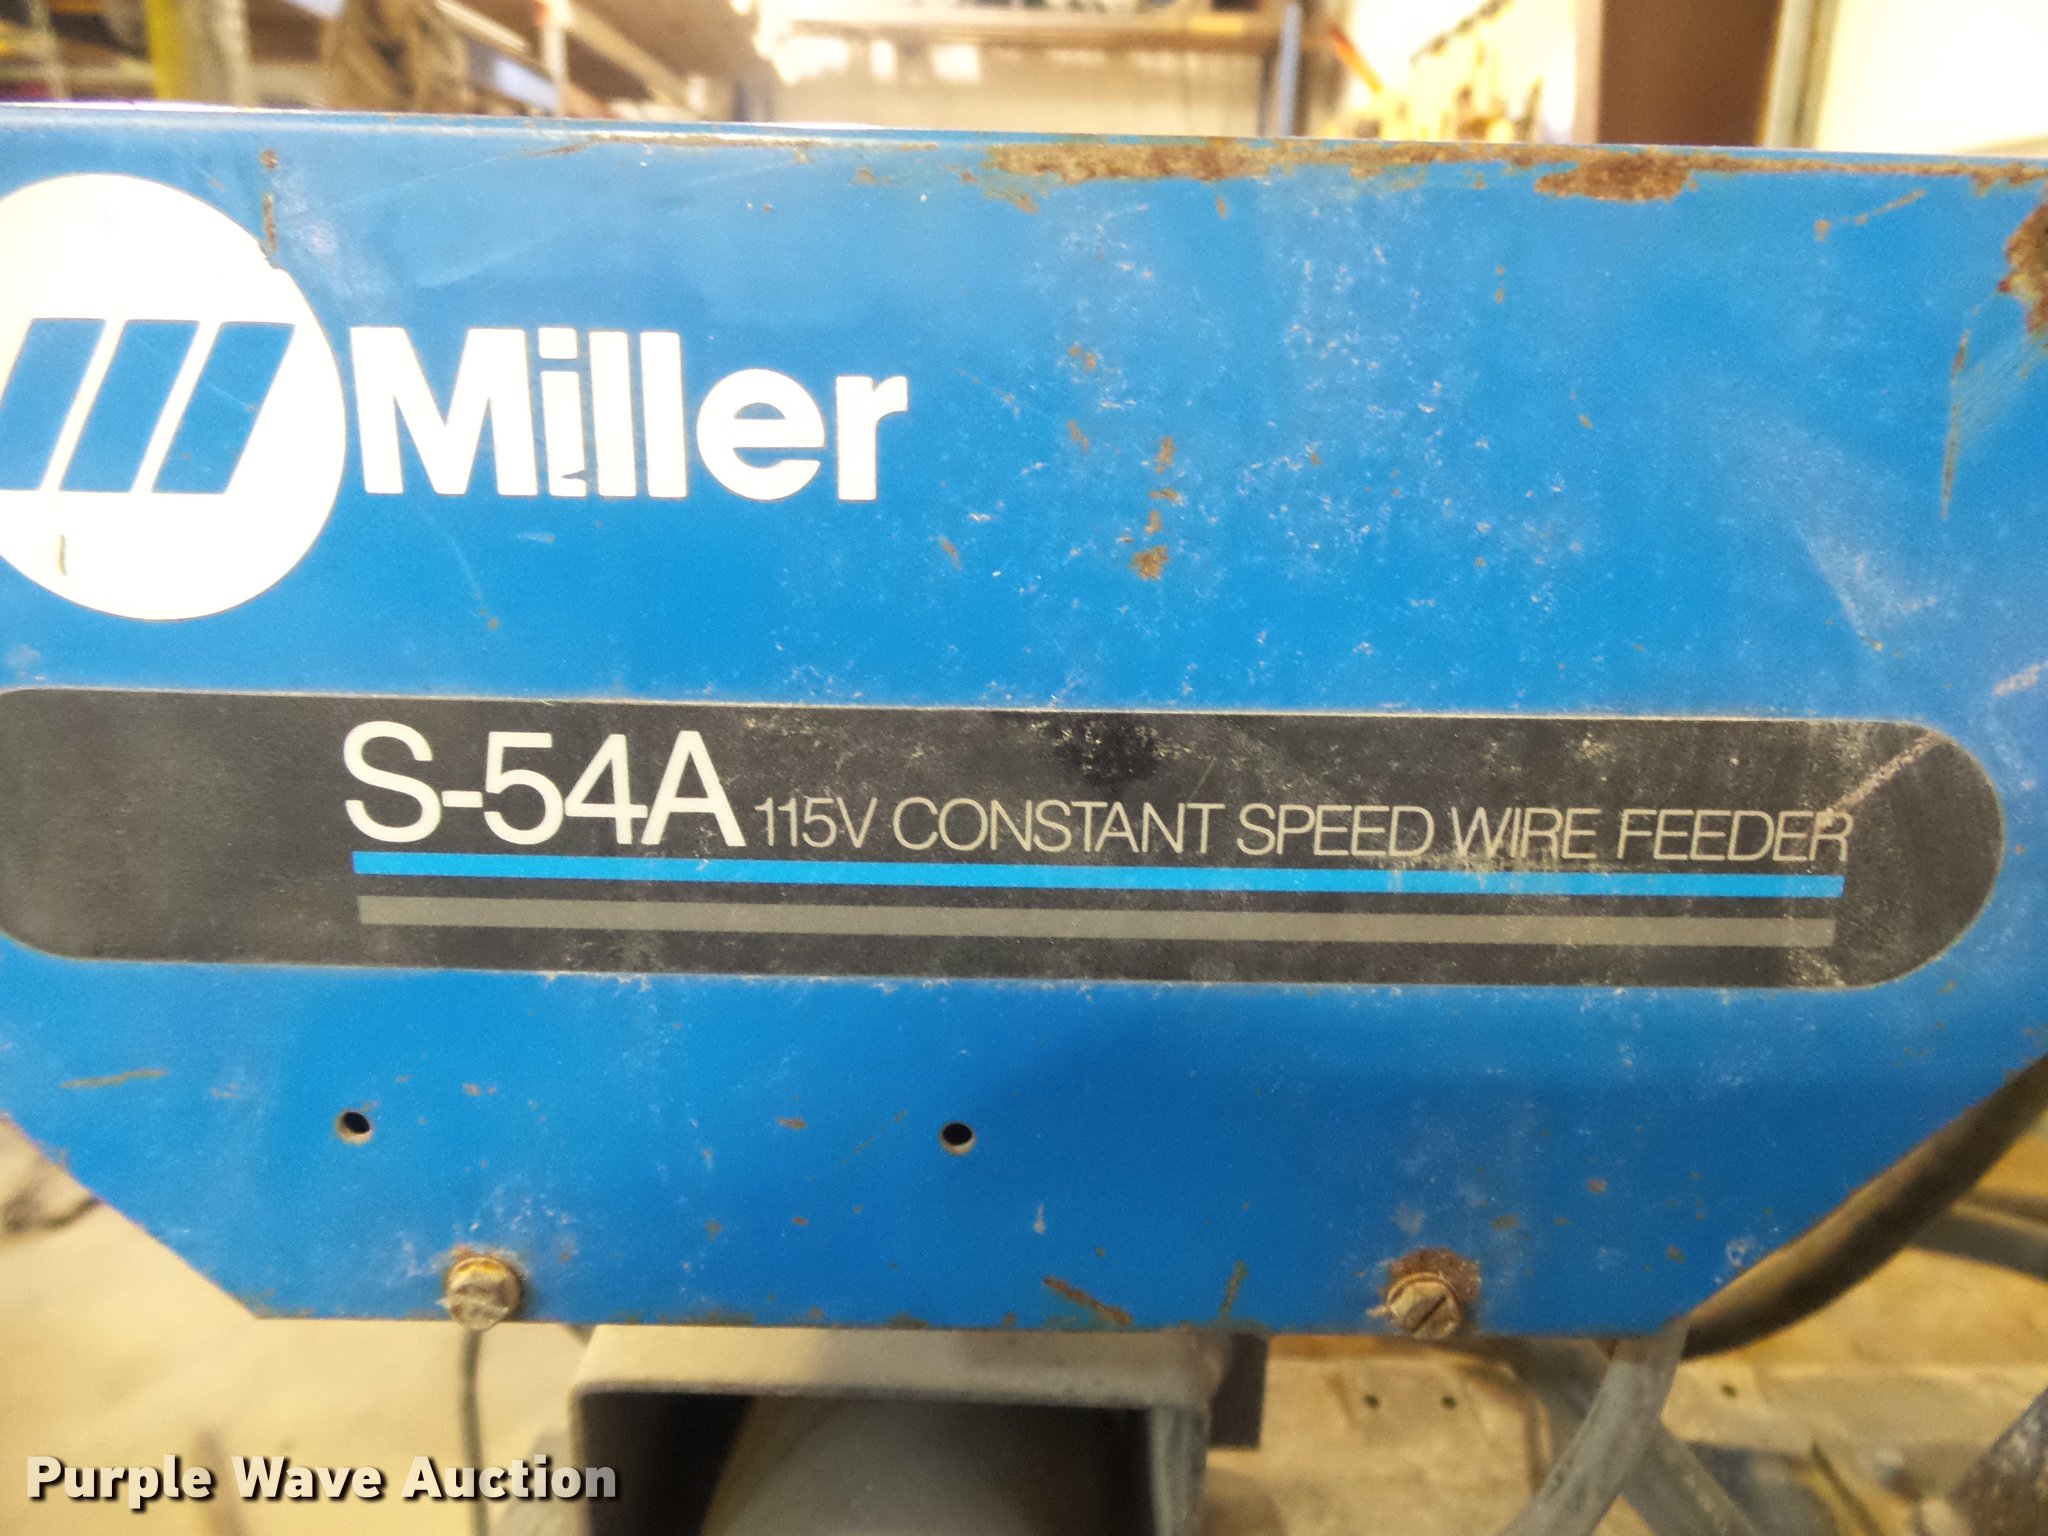 Miller
S-54A 115V CONSTANT SPEED WIRE FEEDER
Purple Wave Auction